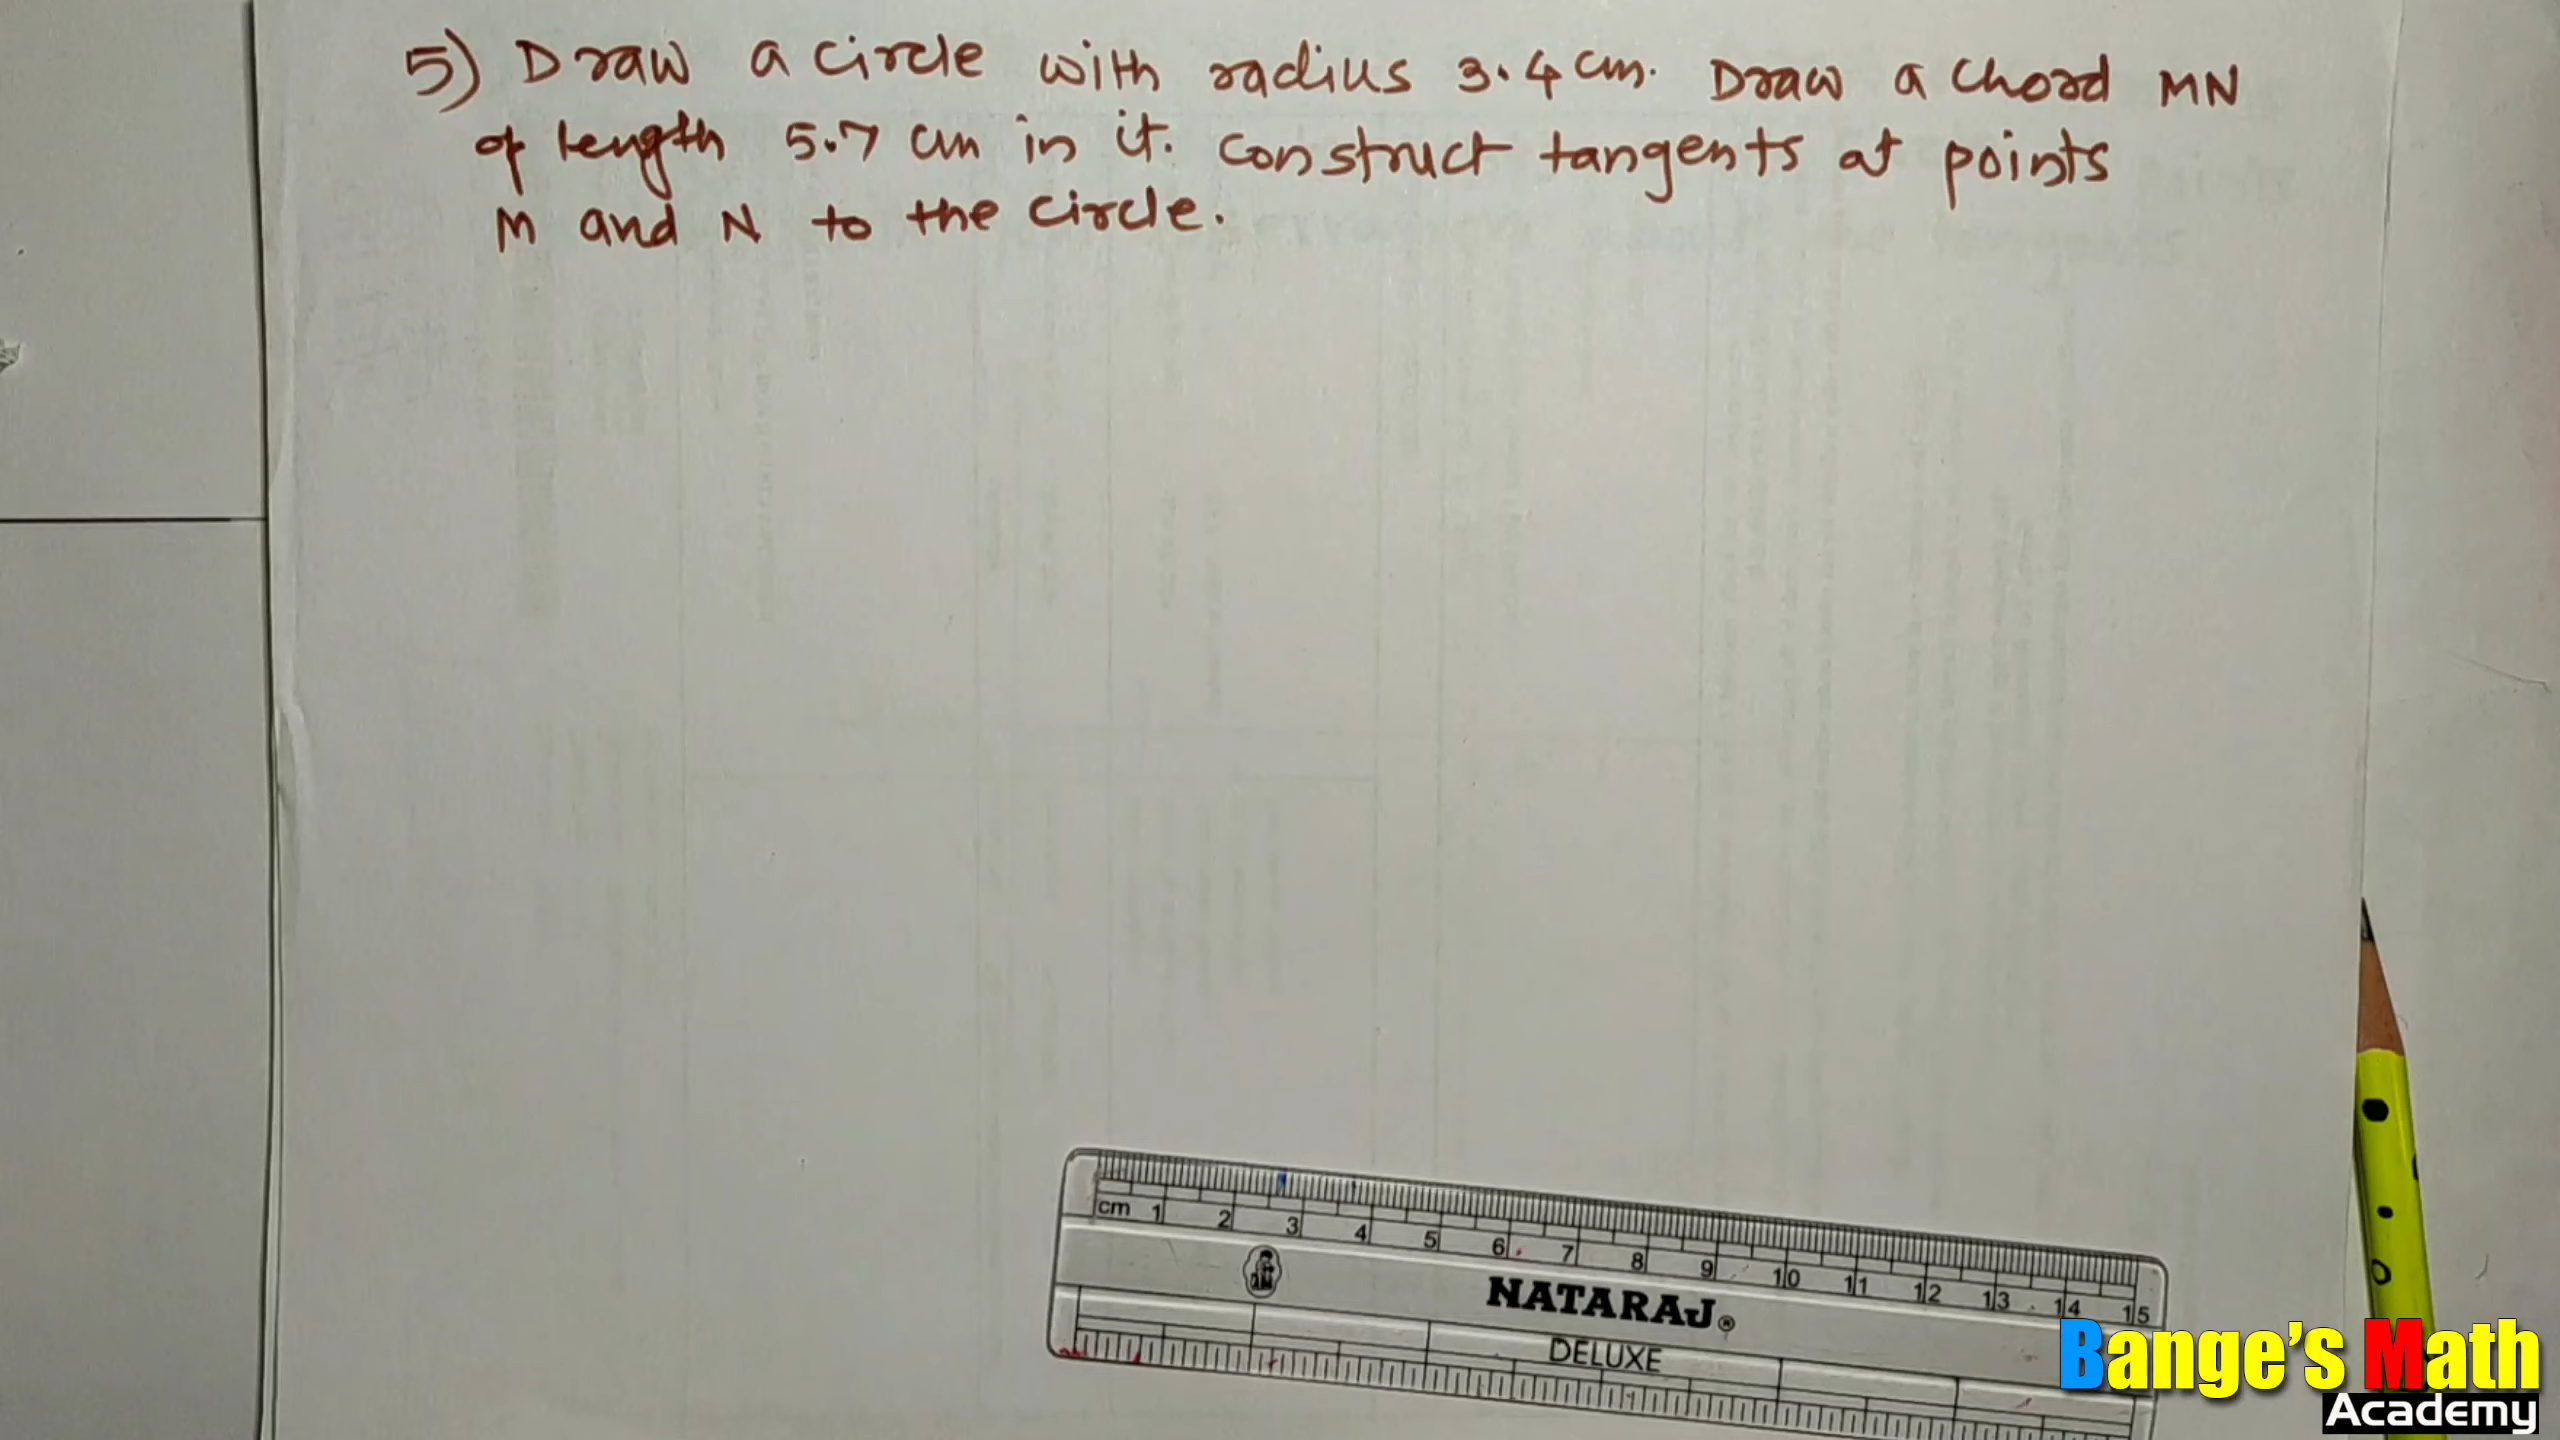 5) Draw a circle with radius 3.4 cm. Draw a chord MN
of length 5.7 cm in it. construct tangents at points
M and N to the circle.
cm 1 2 3 4 5 6 7 8 9 10 11 12 13 14 15
NATARAJ®
DELUXE
Bange's Math
Academy